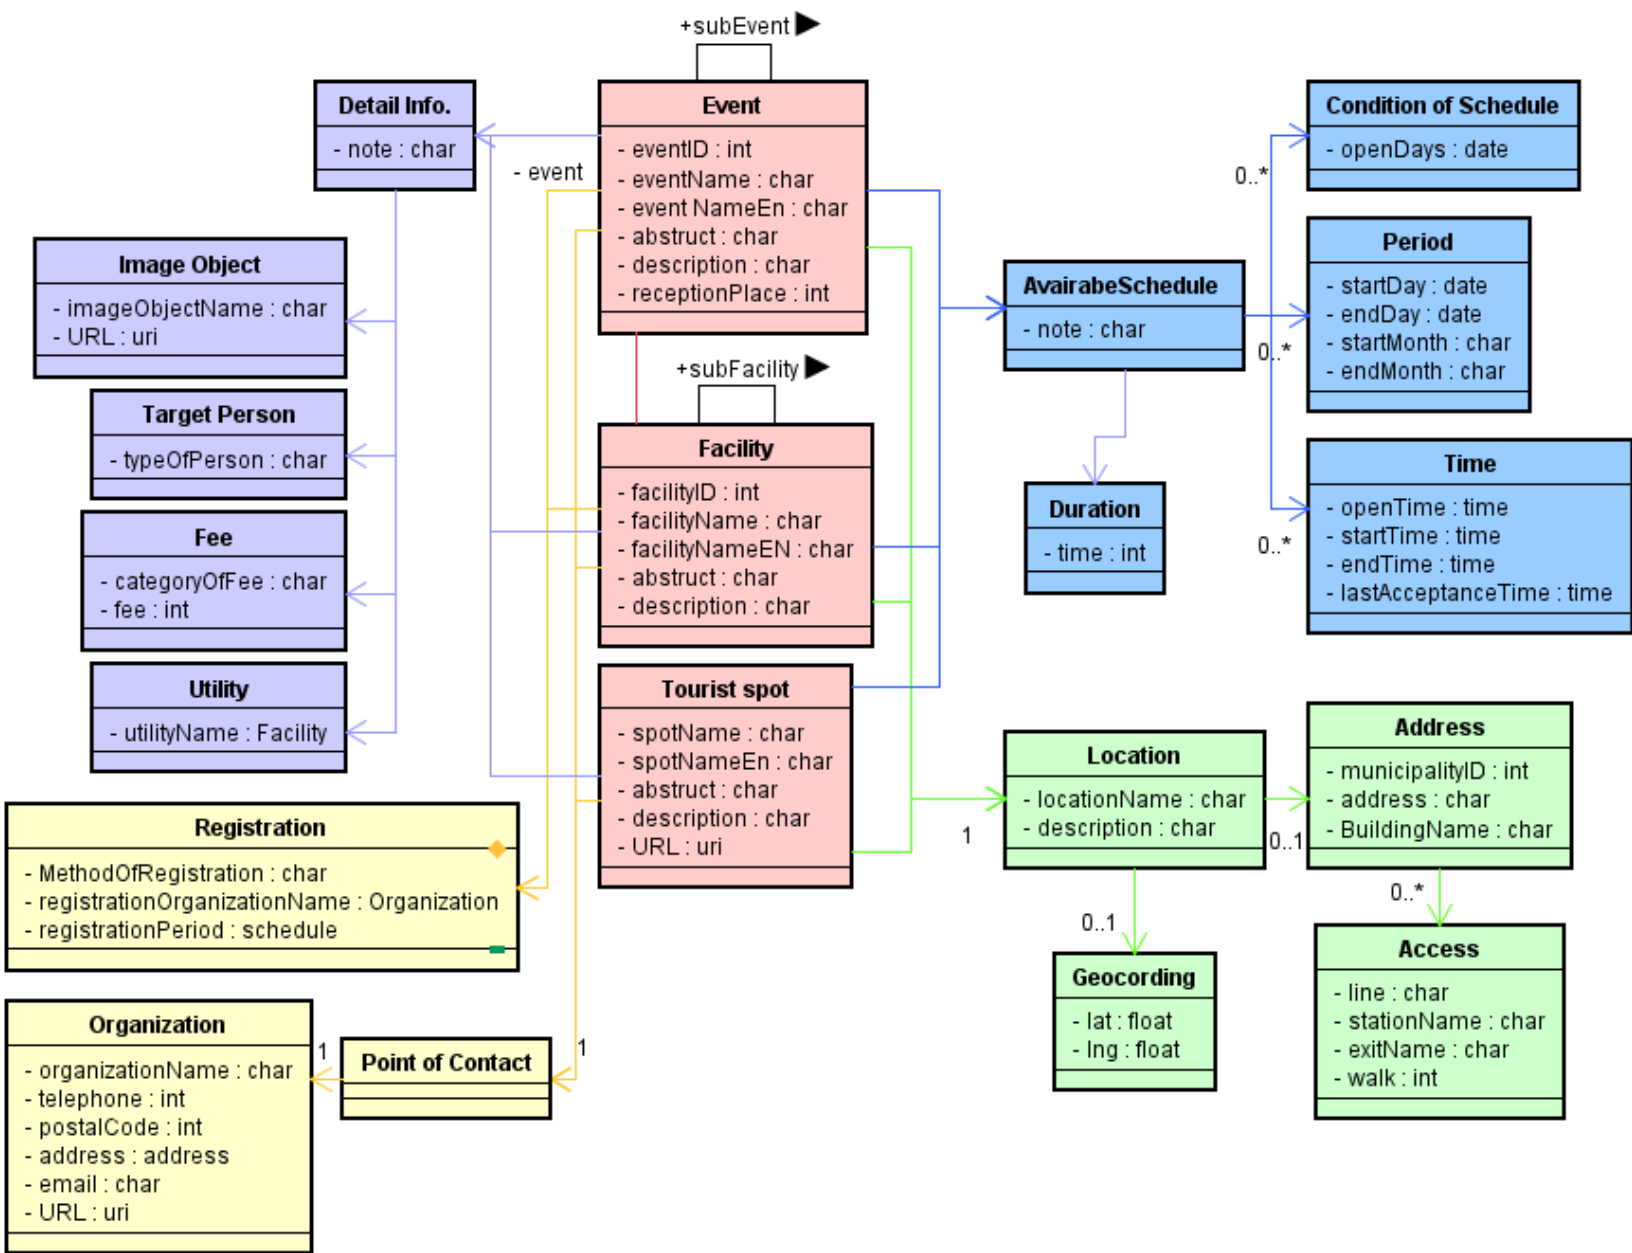 +subEvent ▶
Event
- eventID : int
- eventName : char
- event NameEn : char
- abstruct : char
- description : char
- receptionPlace : int
- event
Detail Info.
- note : char
Image Object
- imageObjectName : char
- URL : uri
Target Person
- typeOfPerson : char
Fee
- categoryOfFee : char
- fee : int
Utility
- utilityName : Facility
+subFacility ▶
Facility
- facilityID : int
- facilityName : char
- facilityNameEN : char
- abstruct : char
- description : char
Tourist spot
- spotName : char
- spotNameEn : char
- abstruct : char
- description : char
- URL : uri
Registration
- MethodOfRegistration : char
- registrationOrganizationName : Organization
- registrationPeriod : schedule
Organization
- organizationName : char
- telephone : int
- postalCode : int
- address : address
- email : char
- URL : uri
1
Point of Contact
1
AvairabeSchedule
- note : char
Duration
- time : int
0..*
0..*
0..*
Condition of Schedule
- openDays : date
Period
- startDay : date
- endDay : date
- startMonth : char
- endMonth : char
Time
- openTime : time
- startTime : time
- endTime : time
- lastAcceptanceTime : time
1
Location
- locationName : char
- description : char
0..1
Address
- municipalityID : int
- address : char
- BuildingName : char
0..1
Geocording
- lat : float
- lng : float
0..*
Access
- line : char
- stationName : char
- exitName : char
- walk : int